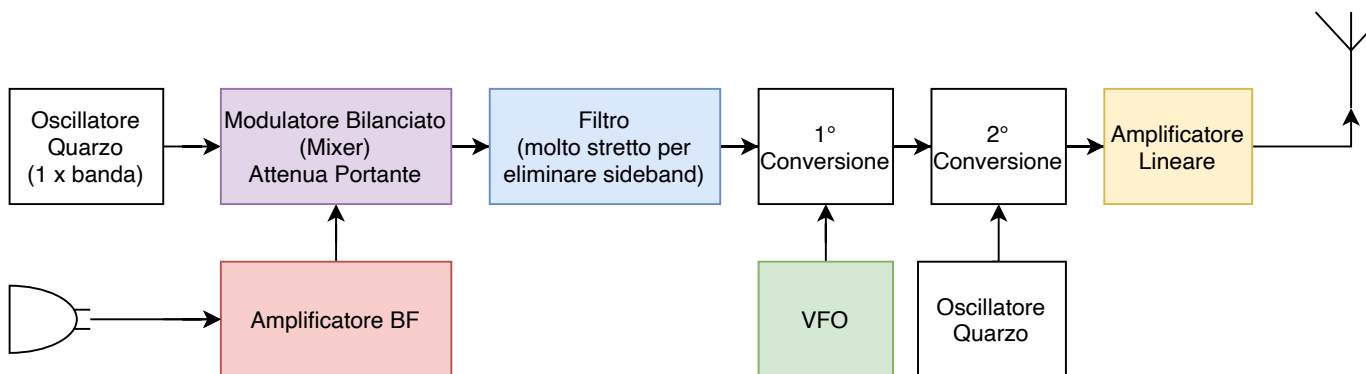 Oscillatore
Quarzo
(1 x banda)
Modulatore Bilanciato
(Mixer)
Attenua Portante
Filtro
(molto stretto per
eliminare sideband)
1°
Conversione
2°
Conversione
Amplificatore
Lineare
Amplificatore BF
VFO
Oscillatore
Quarzo